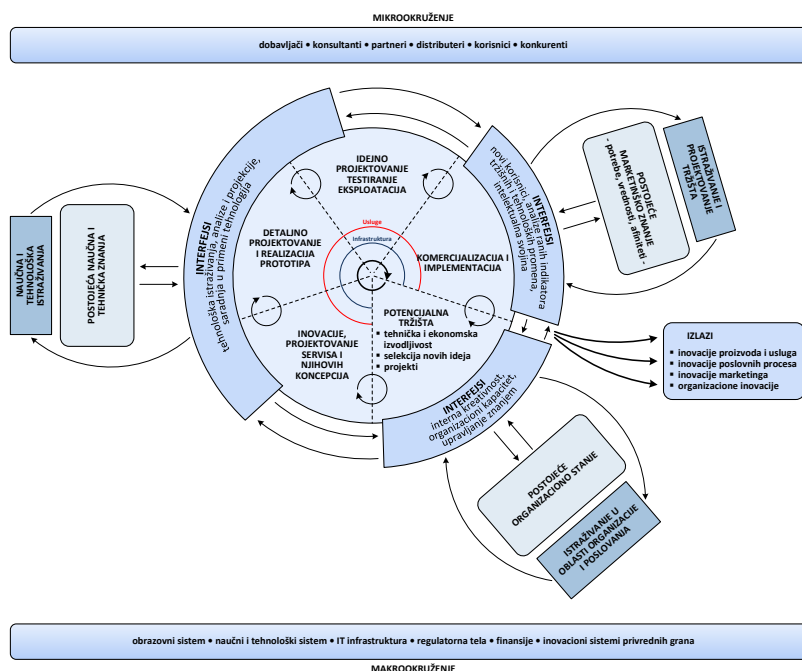 MIKROOKRUŽENJE
dobavljači • konsultanti • partneri • distributeri • korisnici • konkurenti
NAUČNA I
TEHNOLOŠKA
ISTRAŽIVANJA
POSTOJEĆA NAUČNA I
TEHNIČKA ZNANJA
INTERFEJSI
tehnološka istraživanja, analize i projekcije,
saradnja u primeni tehnologija
IDEJNO
PROJEKTOVANJE
TESTIRANJE
EKSPLOATACIJA
DETALJNO
PROJEKTOVANJE
I REALIZACIJA
PROTOTIPA
Usluge
Infrastruktura
KOMERCIJALIZACIJA I
IMPLEMENTACIJA
INOVACIJE,
PROJEKTOVANJE
SERVISA I
NJIHOVIH
KONCEPCIJA
POTENCIJALNA
TRŽIŠTA
▪ tehnička i ekonomska
izvodljivost
▪ selekcija novih ideja
▪ projekti
INTERFEJSI
novi korisnici, analize ranih indikatora
tržišnih i tehnoloških promena,
intelektualna svojina
POSTOJEĆE
MARKETINŠKO ZNANJE
- potrebe, vrednosti, afiniteti -
ISTRAŽIVANJE I
PROJEKTOVANJE
TRŽIŠTA
INTERFEJSI
interna kreativnost,
organizacioni kapacitet,
upravljanje znanjem
POSTOJEĆE
ORGANIZACIONO STANJE
ISTRAŽIVANJE U
OBLASTI ORGANIZACIJE
I POSLOVANJA
IZLAZI
▪ inovacije proizvoda i usluga
▪ inovacije poslovnih procesa
▪ inovacije marketinga
▪ organizacione inovacije
obrazovni sistem • naučni i tehnološki sistem • IT infrastruktura • regulatorna tela • finansije • inovacioni sistemi privrednih grana
MAKROOKRUŽENJE